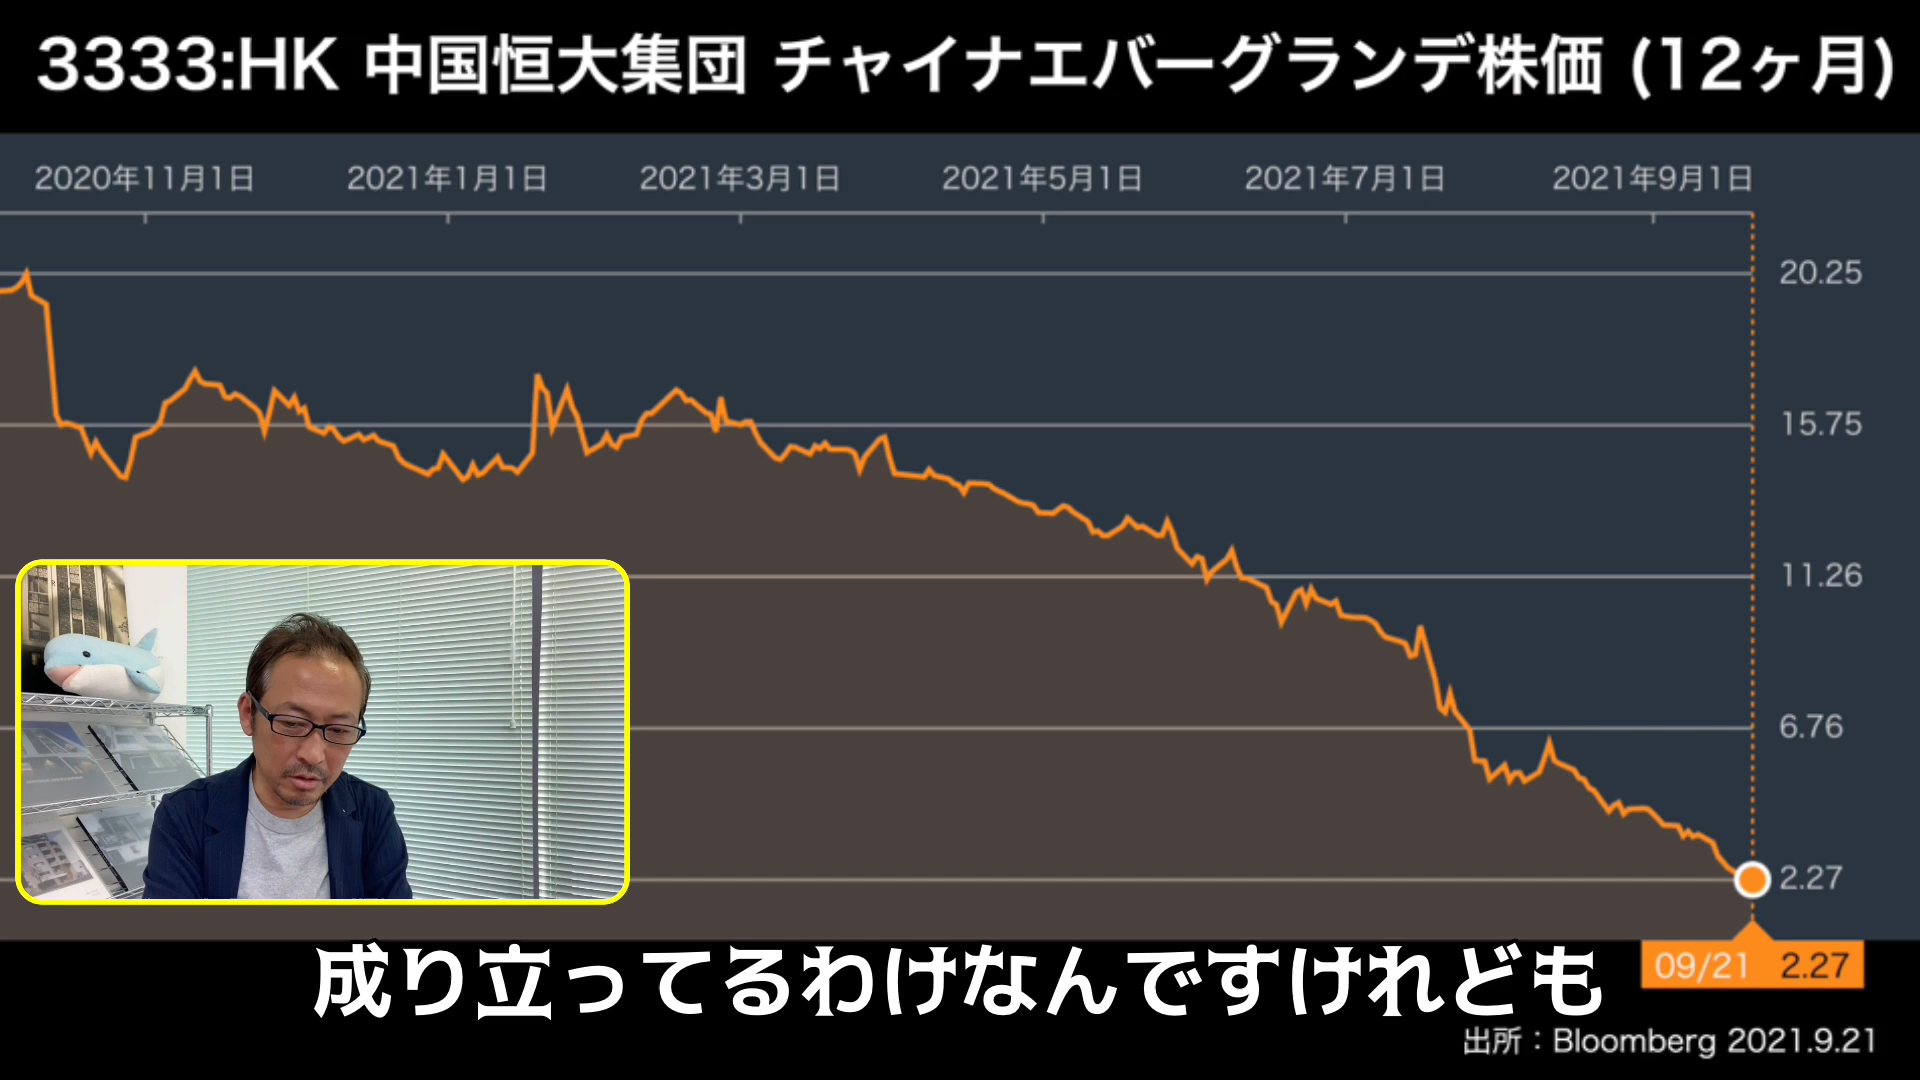 3333:HK 中国恒大集団 チャイナエバーグランデ株価 (12ヶ月)
2020年11月1日 2021年1月1日 2021年3月1日 2021年5月1日 2021年7月1日 2021年9月1日
20.25
15.75
11.26
6.76
2.27
成り立ってるわけなんですけれども
09/21 2.27
出所：Bloomberg 2021.9.21